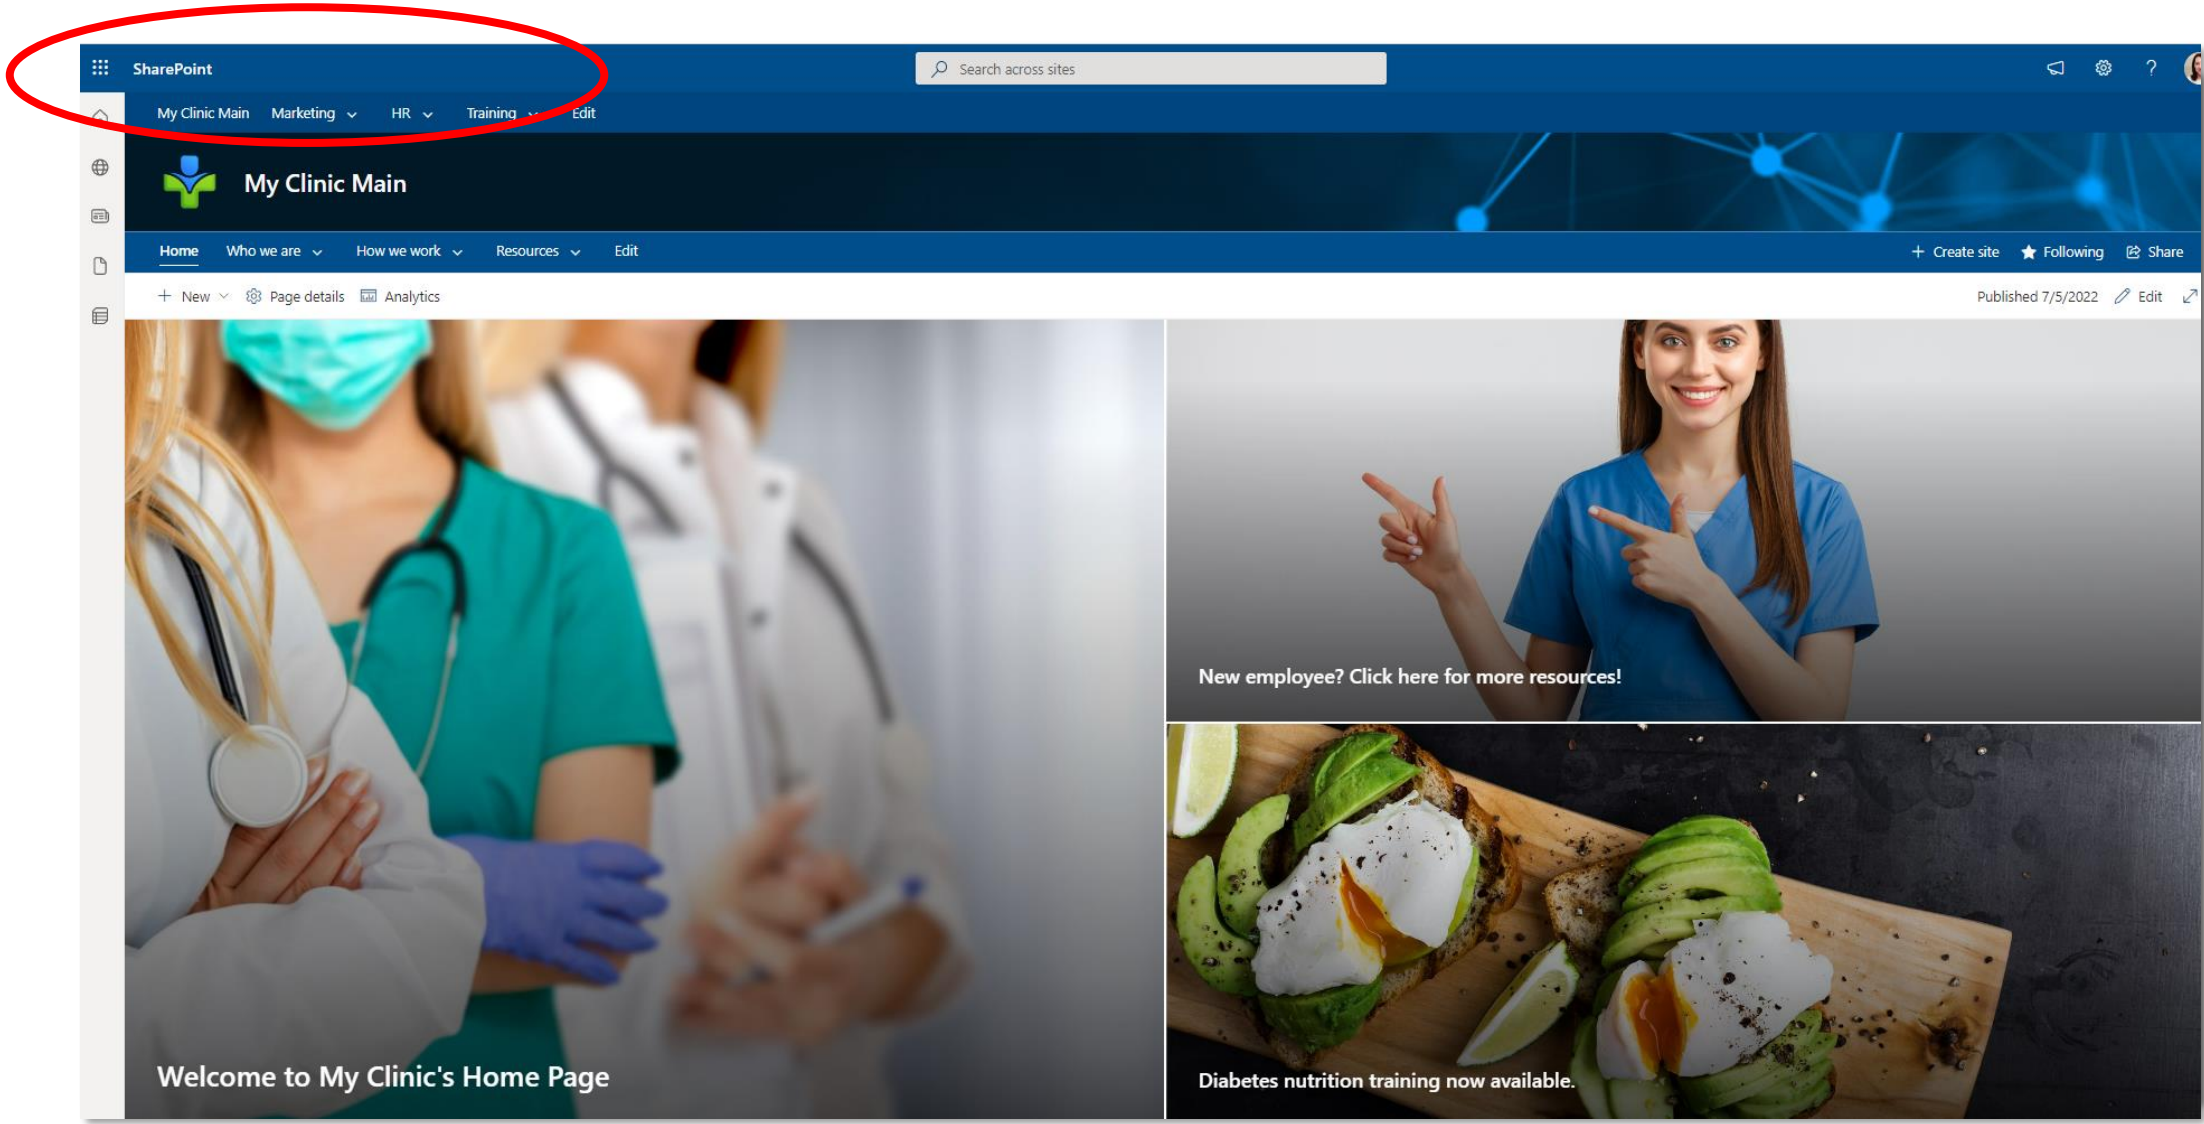 SharePoint
Search across sites
?
My Clinic Main Marketing HR Training Edit
My Clinic Main
Home Who we are How we work Resources Edit
+ Create site Following Share
+ New Page details Analytics
Published 7/5/2022 Edit
New employee? Click here for more resources!
Welcome to My Clinic's Home Page
Diabetes nutrition training now available.